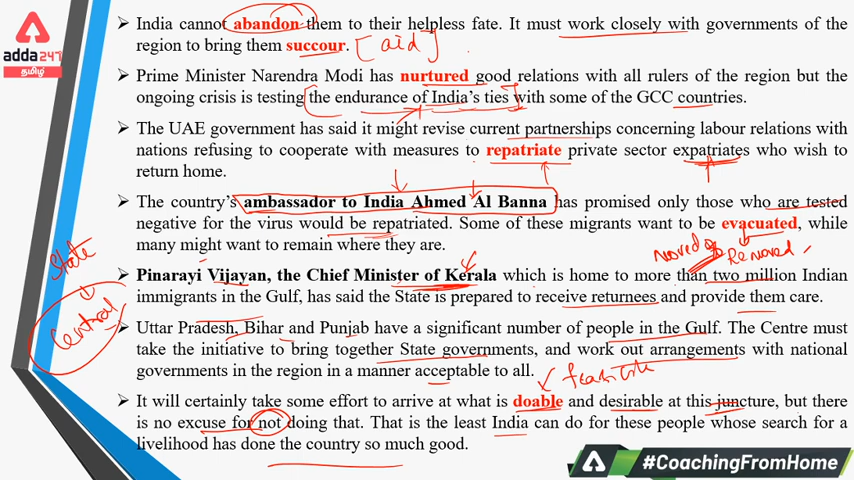 India cannot abandon them to their helpless fate. It must work closely with governments of the
region to bring them succour. [aid]
Prime Minister Narendra Modi has nurtured good relations with all rulers of the region but the
ongoing crisis is testing the endurance of India's ties with some of the GCC countries.
The UAE government has said it might revise current partnerships concerning labour relations with
nations refusing to cooperate with measures to repatriate private sector expatriates who wish to
return home.
The country's ambassador to India Ahmed Al Banna has promised only those who are tested
negative for the virus would be repatriated. Some of these migrants want to be evacuated, while
many might want to remain where they are.
Removed
State
Pinarayi Vijayan, the Chief Minister of Kerala which is home to more than two million Indian
immigrants in the Gulf, has said the State is prepared to receive returnees and provide them care.
Central
Uttar Pradesh, Bihar and Punjab have a significant number of people in the Gulf. The Centre must
take the initiative to bring together State governments, and work out arrangements with national
governments in the region in a manner acceptable to all.
It will certainly take some effort to arrive at what is doable and desirable at this juncture, but there
is no excuse for not doing that. That is the least India can do for these people whose search for a
livelihood has done the country so much good.
adda247
தமிழ்
#CoachingFromHome